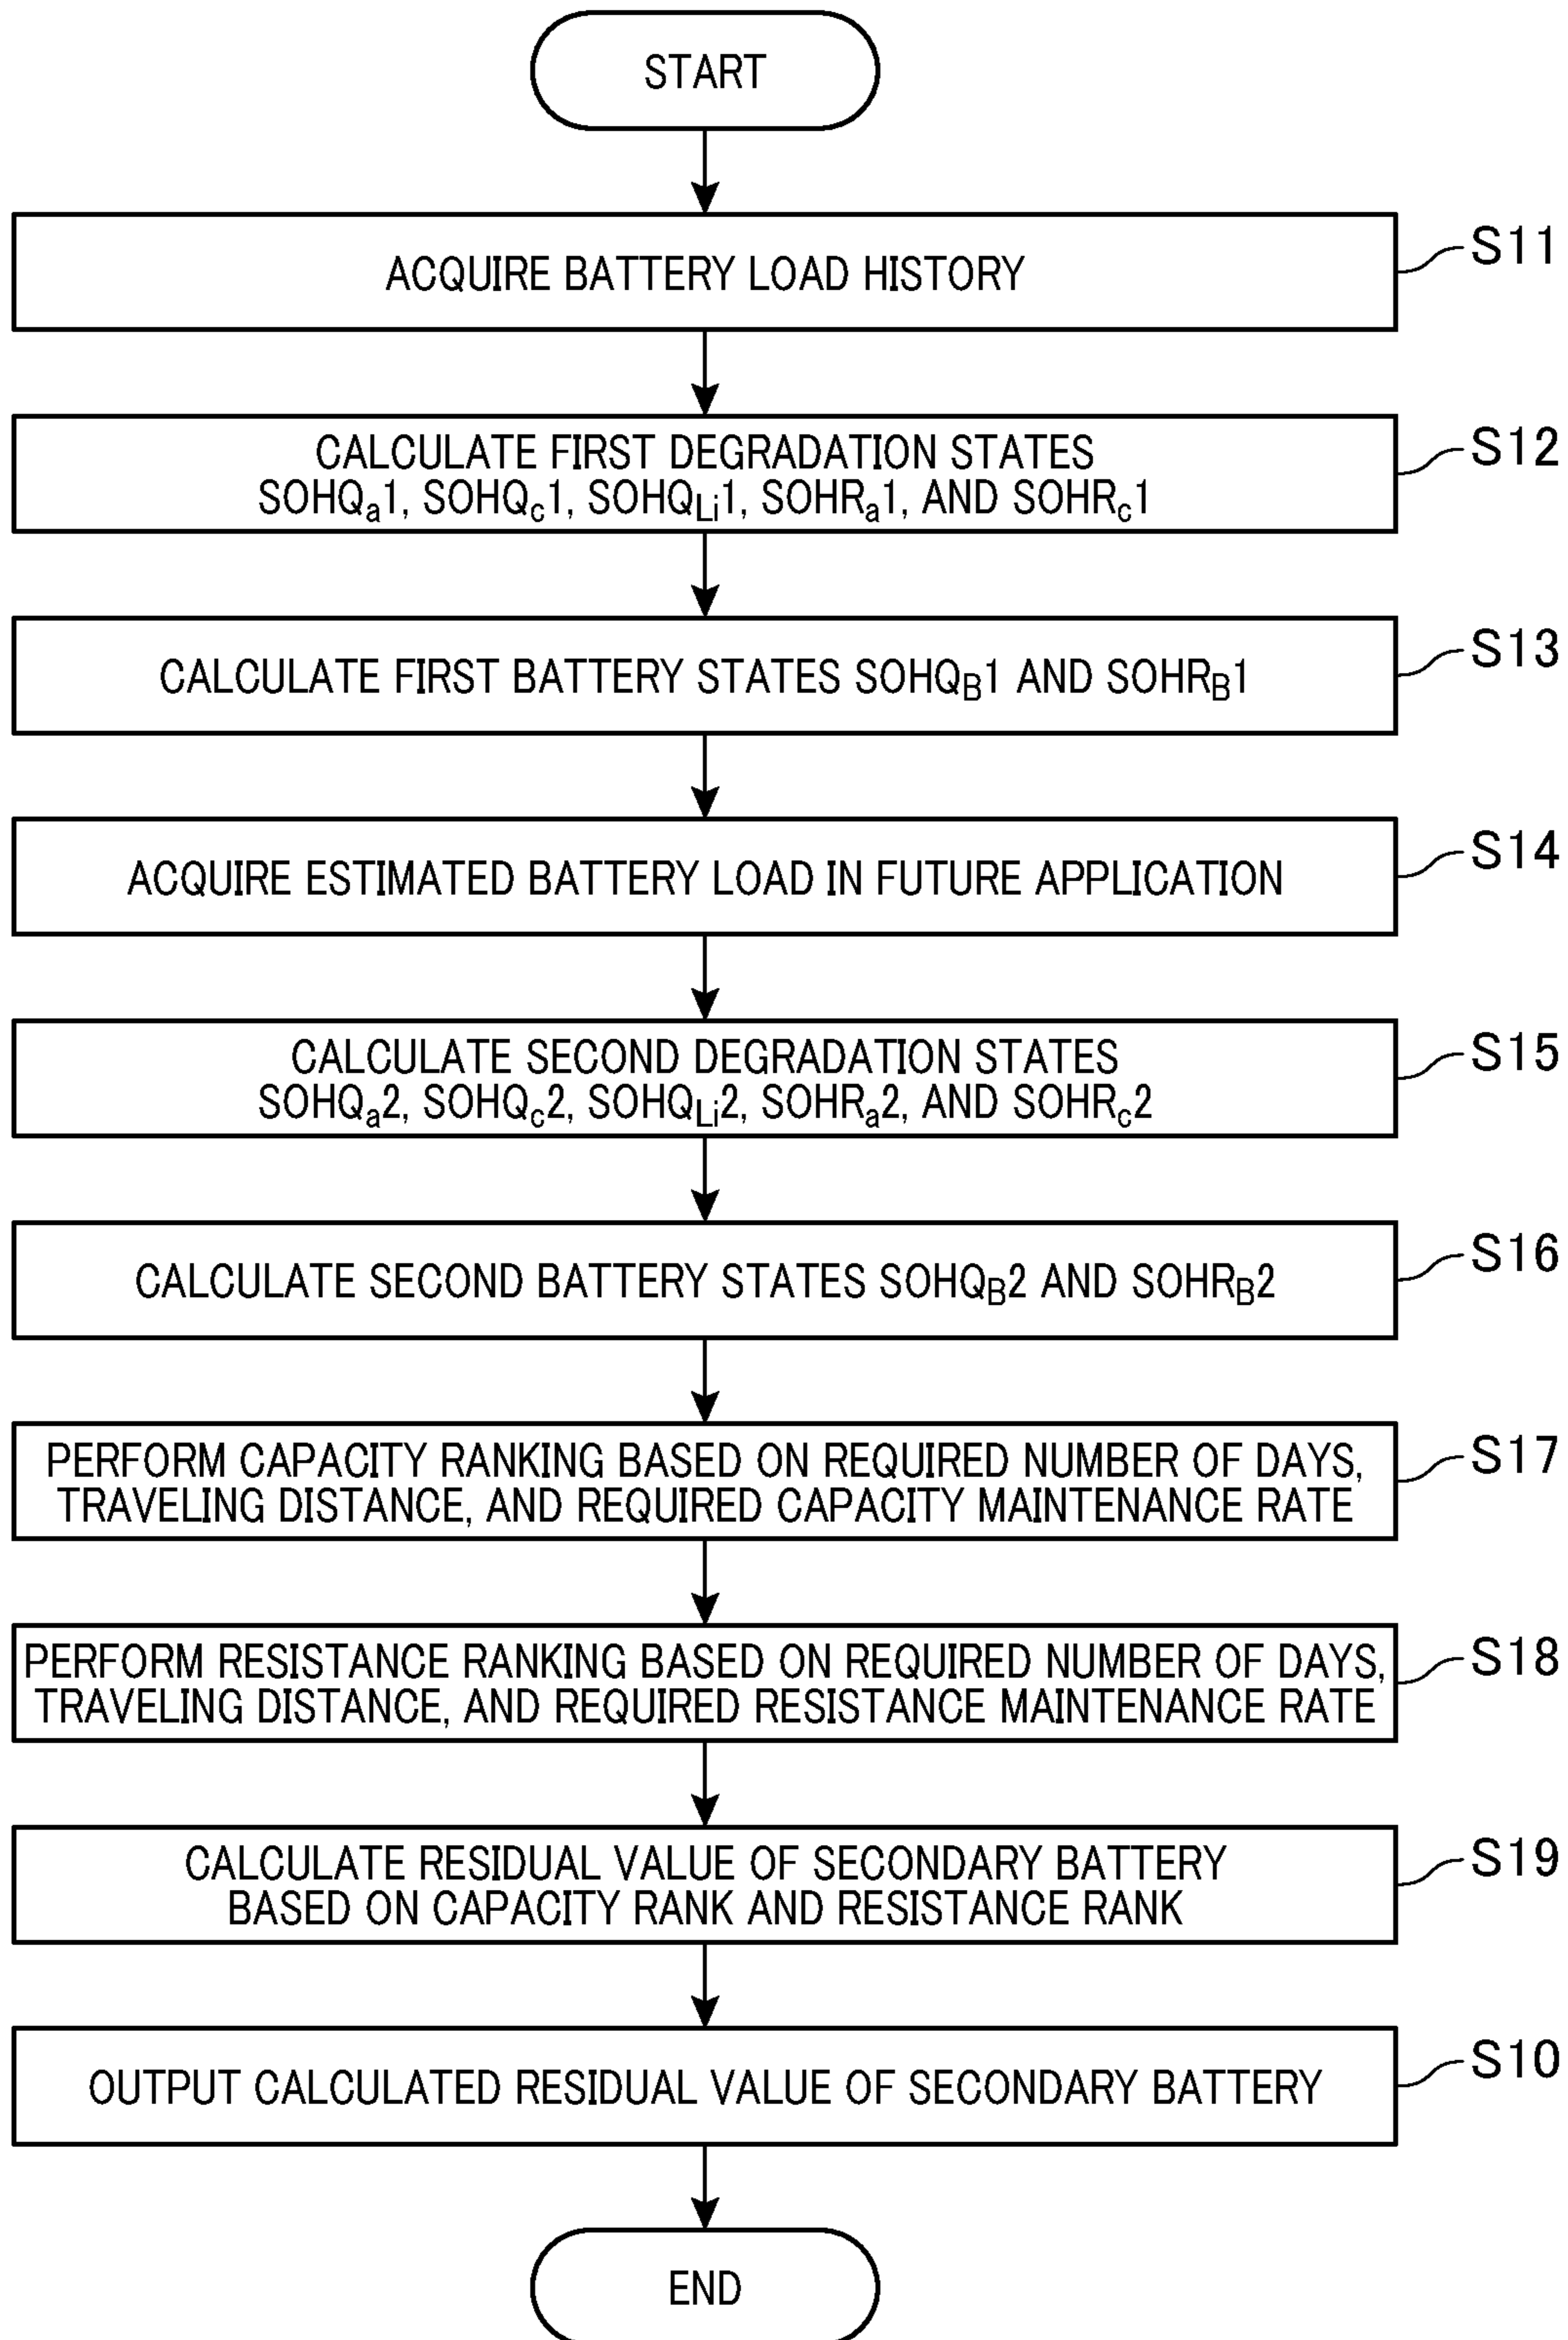 START
ACQUIRE BATTERY LOAD HISTORY
S11
CALCULATE FIRST DEGRADATION STATES
SOHQa1, SOHQc1, SOHQLi1, SOHRa1, AND SOHRc1
S12
CALCULATE FIRST BATTERY STATES SOHQB1 AND SOHRB1
S13
ACQUIRE ESTIMATED BATTERY LOAD IN FUTURE APPLICATION
S14
CALCULATE SECOND DEGRADATION STATES
SOHQa2, SOHQc2, SOHQLi2, SOHRa2, AND SOHRc2
S15
CALCULATE SECOND BATTERY STATES SOHQB2 AND SOHRB2
S16
PERFORM CAPACITY RANKING BASED ON REQUIRED NUMBER OF DAYS,
TRAVELING DISTANCE, AND REQUIRED CAPACITY MAINTENANCE RATE
S17
PERFORM RESISTANCE RANKING BASED ON REQUIRED NUMBER OF DAYS,
TRAVELING DISTANCE, AND REQUIRED RESISTANCE MAINTENANCE RATE
S18
CALCULATE RESIDUAL VALUE OF SECONDARY BATTERY
BASED ON CAPACITY RANK AND RESISTANCE RANK
S19
OUTPUT CALCULATED RESIDUAL VALUE OF SECONDARY BATTERY
S10
END